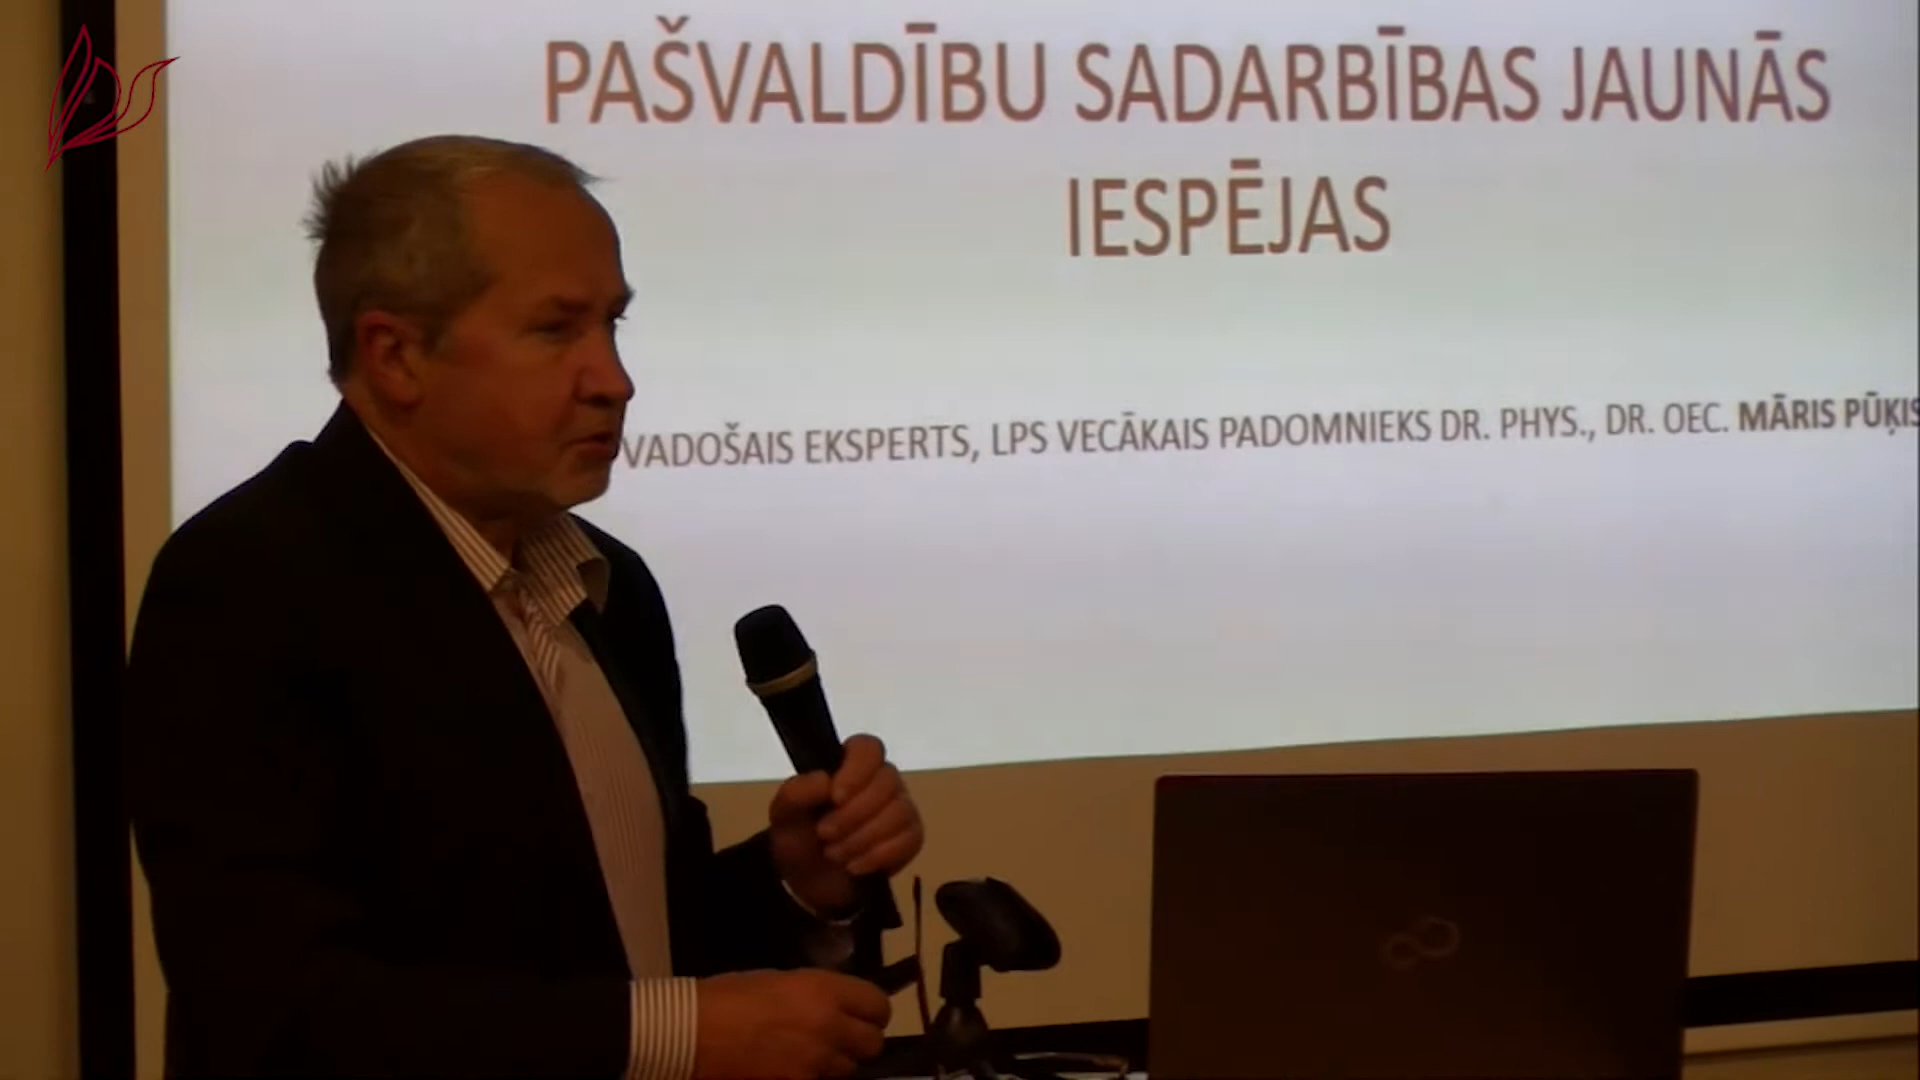 PAŠVALDĪBU SADARBĪBAS JAUNĀS
IESPĒJAS
VADOŠAIS EKSPERTS, LPS VECĀKAIS PADOMNIEKS DR. PHYS., DR. OEC. MĀRIS PŪĶIS